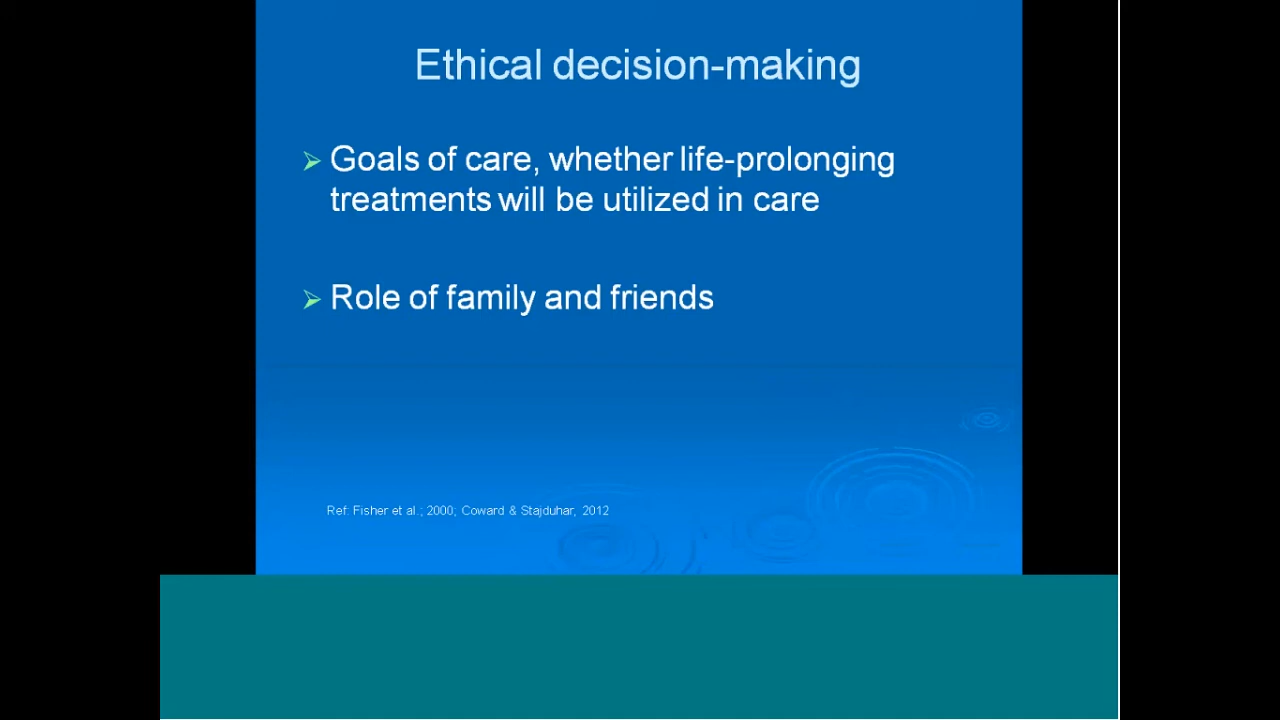 Ethical decision-making
➢ Goals of care, whether life-prolonging
treatments will be utilized in care
➢ Role of family and friends
Ref: Fisher et al.; 2000; Coward & Stajduhar, 2012